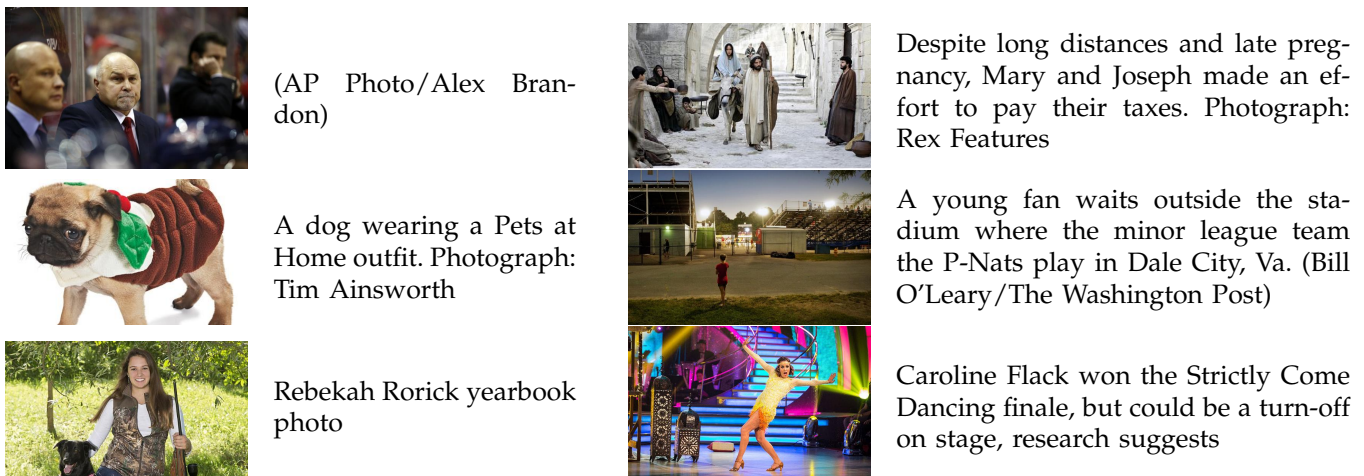 (AP Photo/Alex Bran-
don)
Despite long distances and late preg-
nancy, Mary and Joseph made an ef-
fort to pay their taxes. Photograph:
Rex Features
A dog wearing a Pets at
Home outfit. Photograph:
Tim Ainsworth
A young fan waits outside the sta-
dium where the minor league team
the P-Nats play in Dale City, Va. (Bill
O'Leary/The Washington Post)
Rebekah Rorick yearbook
photo
Caroline Flack won the Strictly Come
Dancing finale, but could be a turn-off
on stage, research suggests